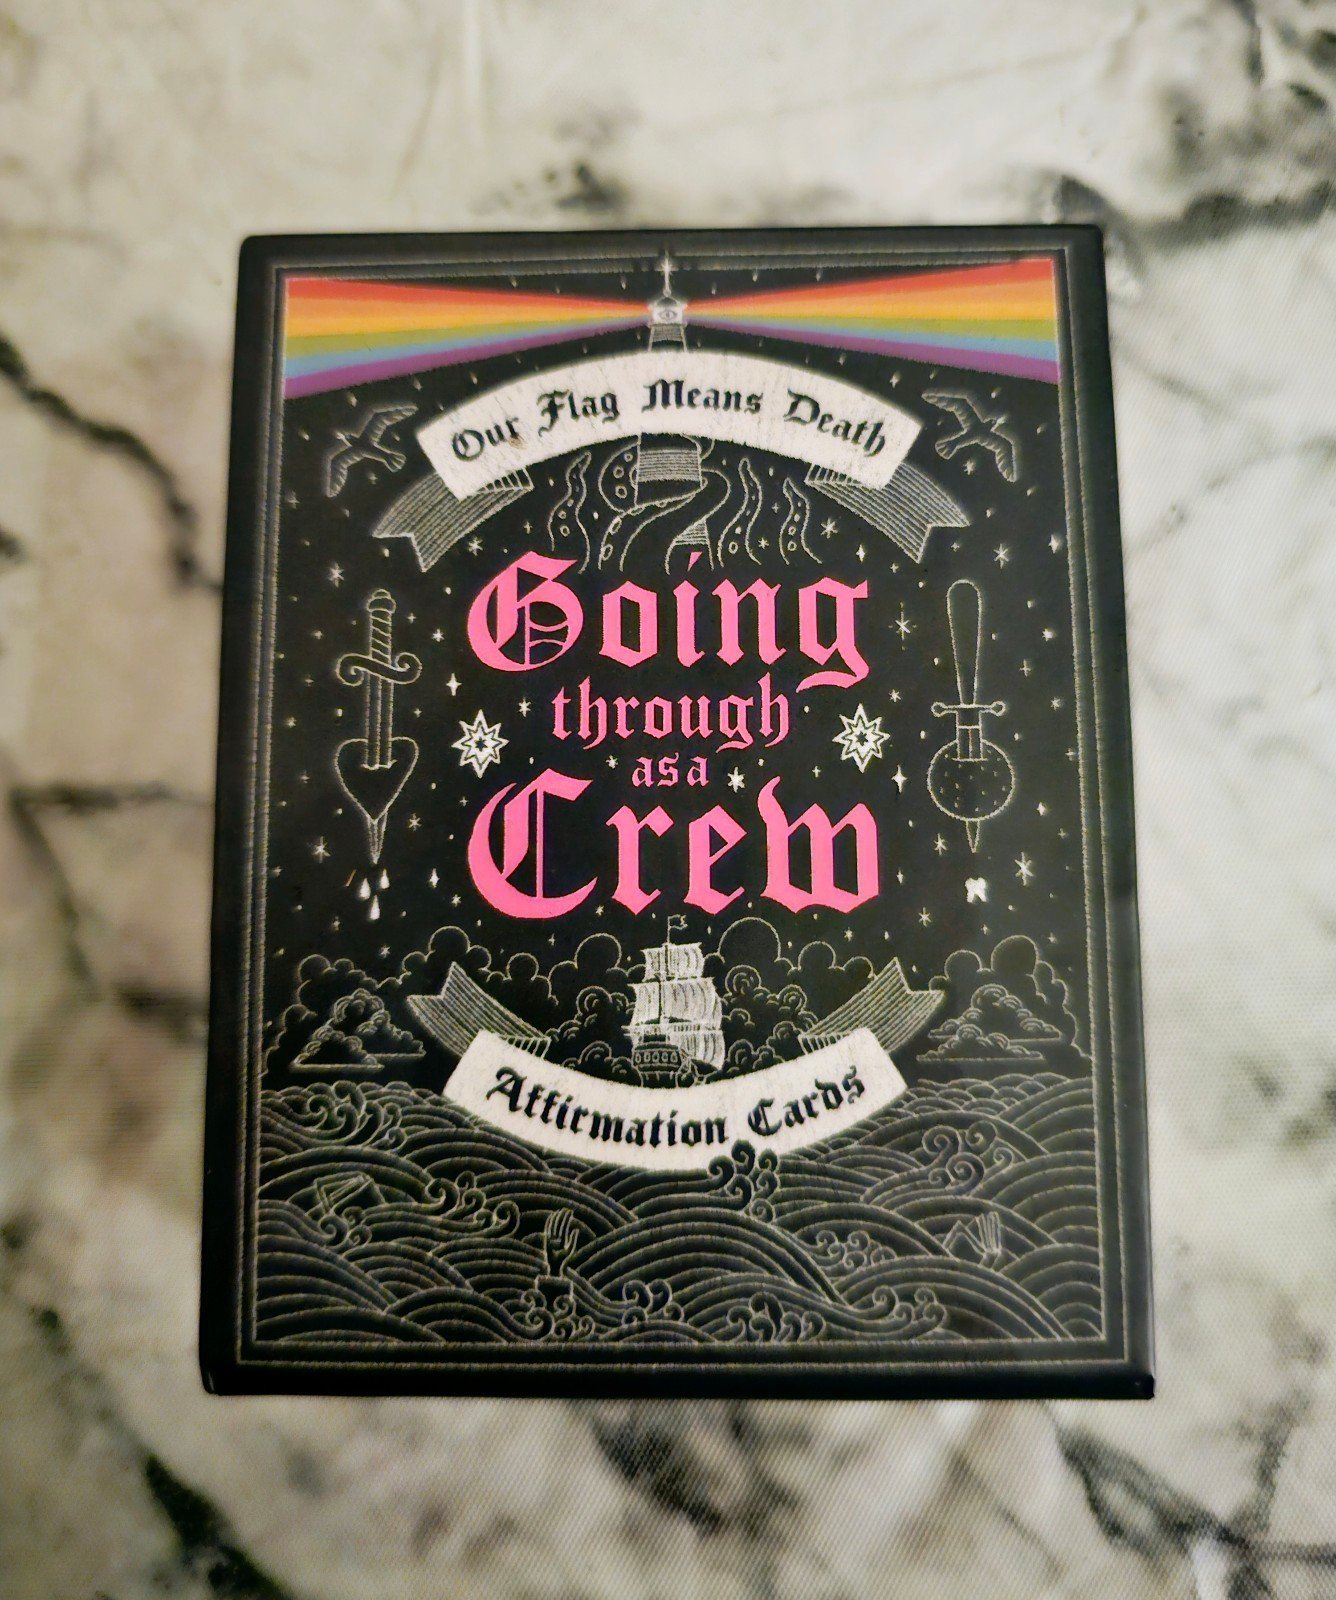 Our Flag Means Death
Going
through
as a
Crew
Affirmation Cards